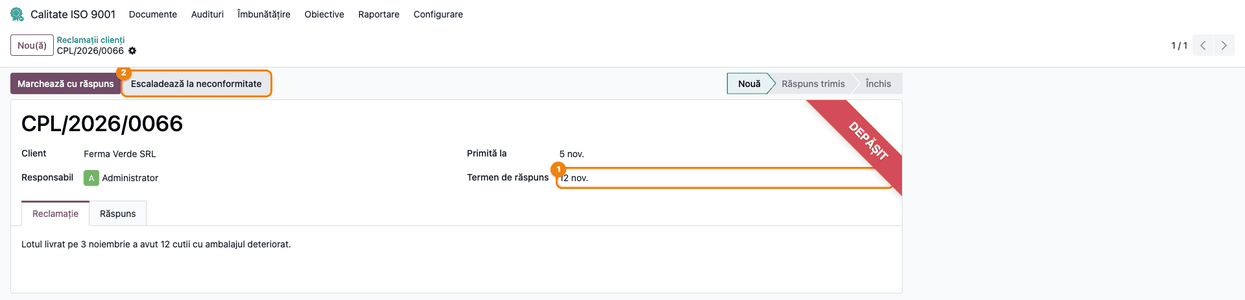 Calitate ISO 9001 Documente Audituri Îmbunătățire Obiective Raportare Configurare
Nou(ă) Reclamații clienți
CPL/2026/0066
1 / 1
Marchează cu răspuns 2 Escaladează la neconformitate Nouă Răspuns trimis Închis
DEPĂȘIT
CPL/2026/0066
Client Ferma Verde SRL Primită la 5 nov.
Responsabil A Administrator Termen de răspuns 1 12 nov.
Reclamație Răspuns
Lotul livrat pe 3 noiembrie a avut 12 cutii cu ambalajul deteriorat.